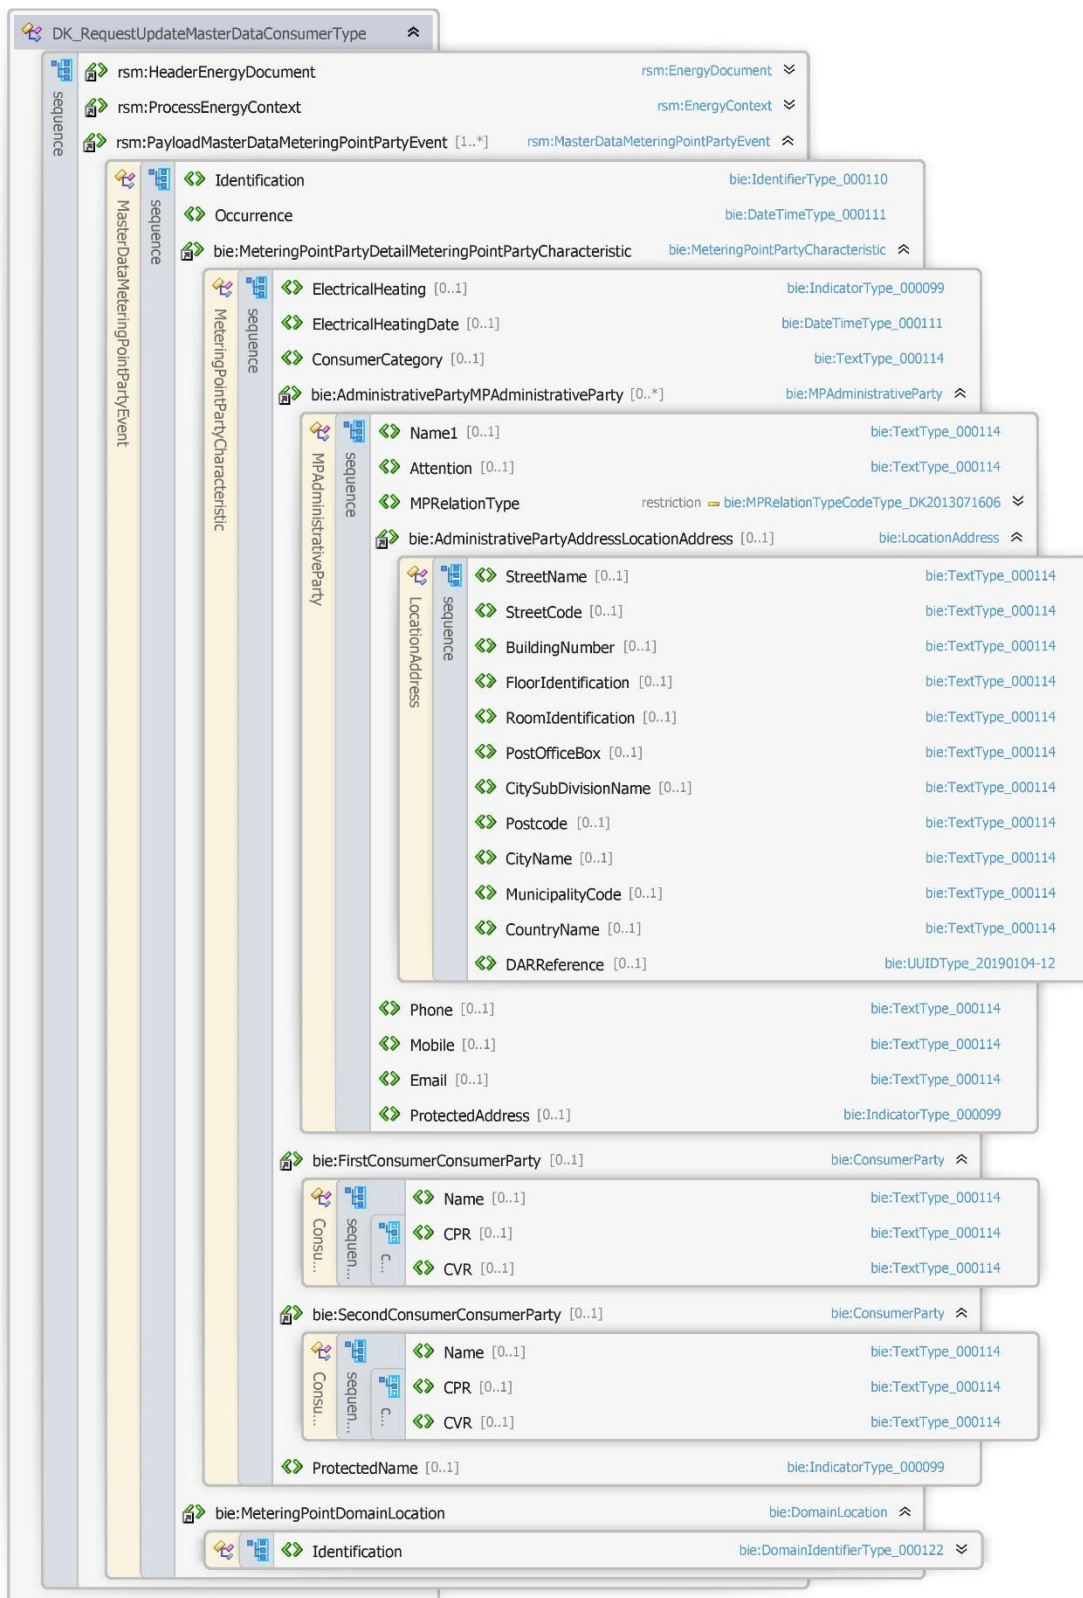 DK_RequestUpdateMasterDataConsumerType
sequence
rsm:HeaderEnergyDocument rsm:EnergyDocument
rsm:ProcessEnergyContext rsm:EnergyContext
rsm:PayloadMasterDataMeteringPointPartyEvent [1..*] rsm:MasterDataMeteringPointPartyEvent
MasterDataMeteringPointPartyEvent
sequence
Identification bie:IdentifierType_000110
Occurrence bie:DateTimeType_000111
bie:MeteringPointPartyDetailMeteringPointPartyCharacteristic bie:MeteringPointPartyCharacteristic
MeteringPointPartyCharacteristic
sequence
ElectricalHeating [0..1] bie:IndicatorType_000099
ElectricalHeatingDate [0..1] bie:DateTimeType_000111
ConsumerCategory [0..1] bie:TextType_000114
bie:AdministrativePartyMPAdministrativeParty [0..*] bie:MPAdministrativeParty
MPAdministrativeParty
sequence
Name1 [0..1] bie:TextType_000114
Attention [0..1] bie:TextType_000114
MPRelationType restriction bie:MPRelationTypeCodeType_DK2013071606
bie:AdministrativePartyAddressLocationAddress [0..1] bie:LocationAddress
LocationAddress
sequence
StreetName [0..1] bie:TextType_000114
StreetCode [0..1] bie:TextType_000114
BuildingNumber [0..1] bie:TextType_000114
FloorIdentification [0..1] bie:TextType_000114
RoomIdentification [0..1] bie:TextType_000114
PostOfficeBox [0..1] bie:TextType_000114
CitySubDivisionName [0..1] bie:TextType_000114
Postcode [0..1] bie:TextType_000114
CityName [0..1] bie:TextType_000114
MunicipalityCode [0..1] bie:TextType_000114
CountryName [0..1] bie:TextType_000114
DARReference [0..1] bie:UUIDType_20190104-12
Phone [0..1] bie:TextType_000114
Mobile [0..1] bie:TextType_000114
Email [0..1] bie:TextType_000114
ProtectedAddress [0..1] bie:IndicatorType_000099
bie:FirstConsumerConsumerParty [0..1] bie:ConsumerParty
Consu...
sequen...
c...
Name [0..1] bie:TextType_000114
CPR [0..1] bie:TextType_000114
CVR [0..1] bie:TextType_000114
bie:SecondConsumerConsumerParty [0..1] bie:ConsumerParty
Consu...
sequen...
c...
Name [0..1] bie:TextType_000114
CPR [0..1] bie:TextType_000114
CVR [0..1] bie:TextType_000114
ProtectedName [0..1] bie:IndicatorType_000099
bie:MeteringPointDomainLocation bie:DomainLocation
Identification bie:DomainIdentifierType_000122